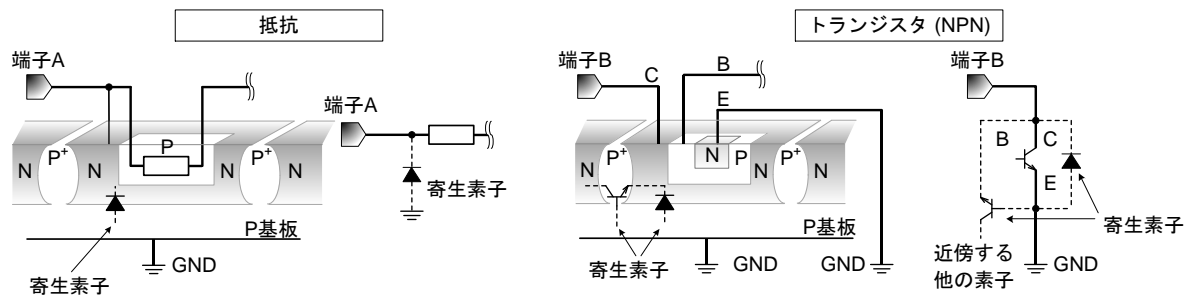 抵抗
トランジスタ (NPN)
端子A
端子A
N
P+
N
P
N
P+
N
寄生素子
P基板
GND
寄生素子
端子B
C
B
E
N
P+
N
N
P
N
P+
N
P基板
寄生素子
GND
GND
端子B
B
C
E
寄生素子
近傍する
他の素子
GND